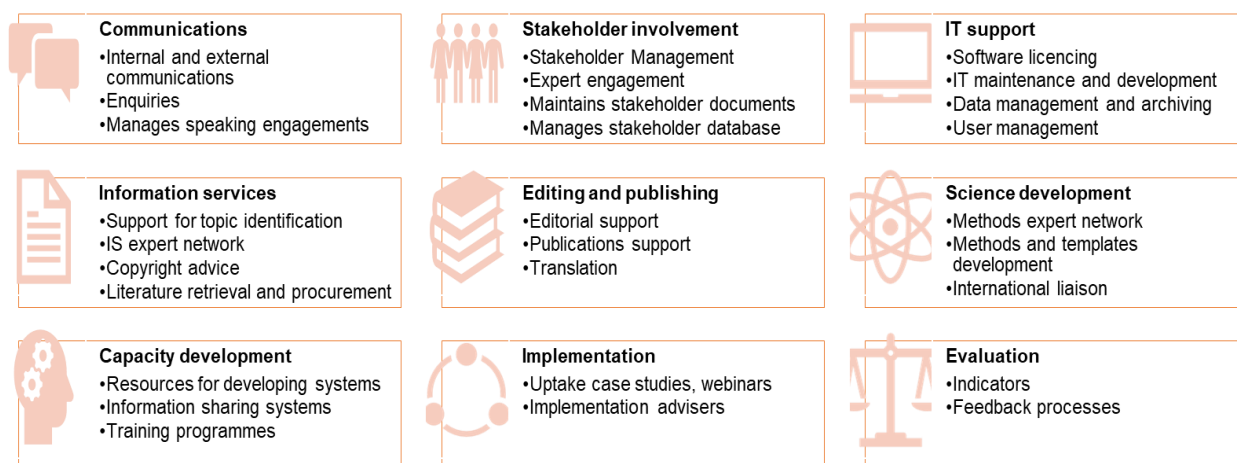 Communications
•Internal and external
communications
•Enquiries
•Manages speaking engagements
Stakeholder involvement
•Stakeholder Management
•Expert engagement
•Maintains stakeholder documents
•Manages stakeholder database
IT support
•Software licencing
•IT maintenance and development
•Data management and archiving
•User management
Information services
•Support for topic identification
•IS expert network
•Copyright advice
•Literature retrieval and procurement
Editing and publishing
•Editorial support
•Publications support
•Translation
Science development
•Methods expert network
•Methods and templates
development
•International liaison
Capacity development
•Resources for developing systems
•Information sharing systems
•Training programmes
Implementation
•Uptake case studies, webinars
•Implementation advisers
Evaluation
•Indicators
•Feedback processes